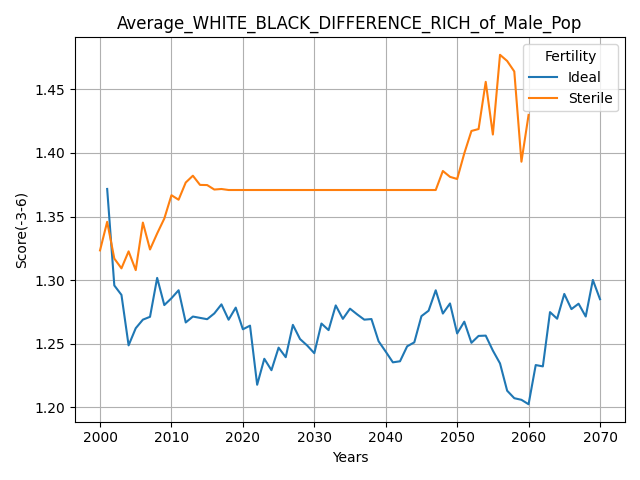 Average_WHITE_BLACK_DIFFERENCE_RICH_of_Male_Pop
Fertility
Ideal
Sterile
Score(-3-6)
1.45
1.40
1.35
1.30
1.25
1.20
2000 2010 2020 2030 2040 2050 2060 2070
Years